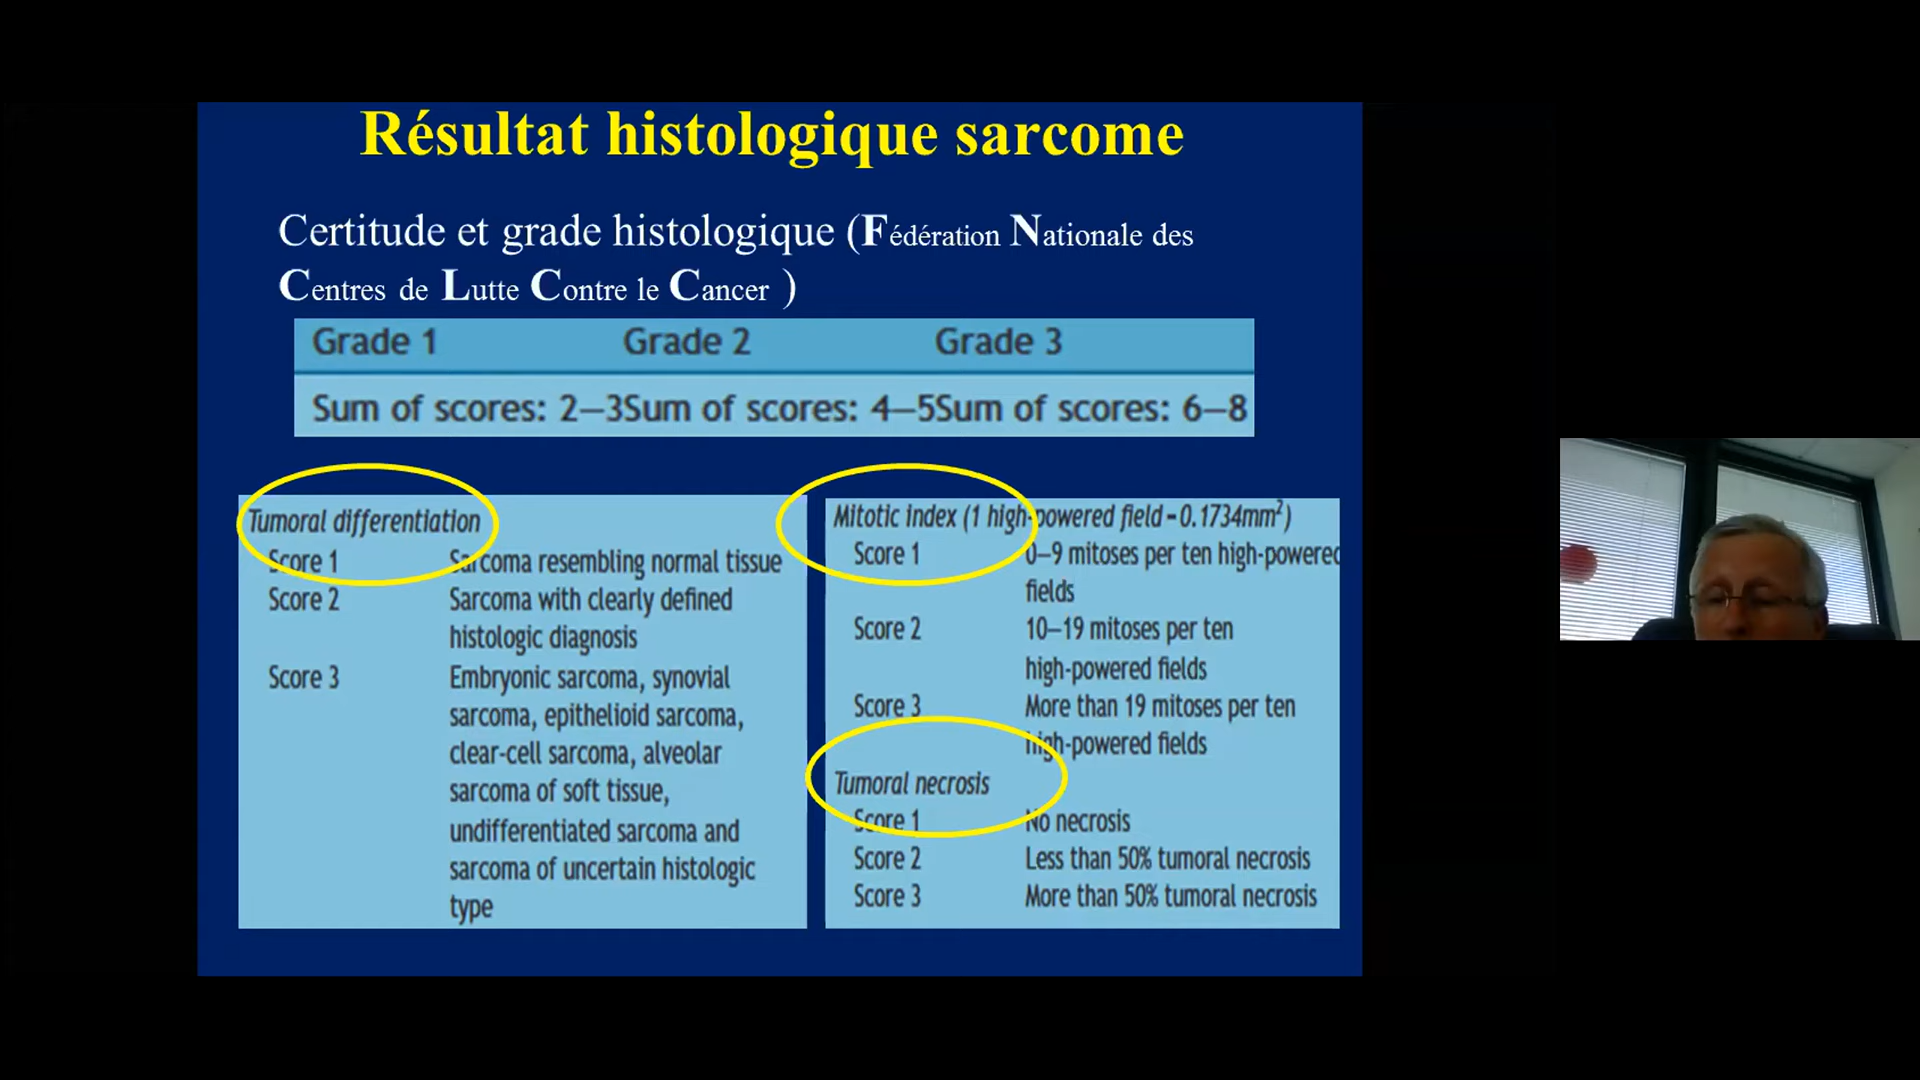 Résultat histologique sarcome
Certitude et grade histologique (Fédération Nationale des
Centres de Lutte Contre le Cancer )
Grade 1 Grade 2 Grade 3
Sum of scores: 2–3Sum of scores: 4–5Sum of scores: 6–8
Tumoral differentiation
Score 1 Sarcoma resembling normal tissue
Score 2 Sarcoma with clearly defined
histologic diagnosis
Score 3 Embryonic sarcoma, synovial
sarcoma, epithelioid sarcoma,
clear-cell sarcoma, alveolar
sarcoma of soft tissue,
undifferentiated sarcoma and
sarcoma of uncertain histologic
type
Mitotic index (1 high-powered field = 0.1734mm²)
Score 1 0–9 mitoses per ten high-powered
fields
Score 2 10–19 mitoses per ten
high-powered fields
Score 3 More than 19 mitoses per ten
high-powered fields
Tumoral necrosis
Score 1 No necrosis
Score 2 Less than 50% tumoral necrosis
Score 3 More than 50% tumoral necrosis